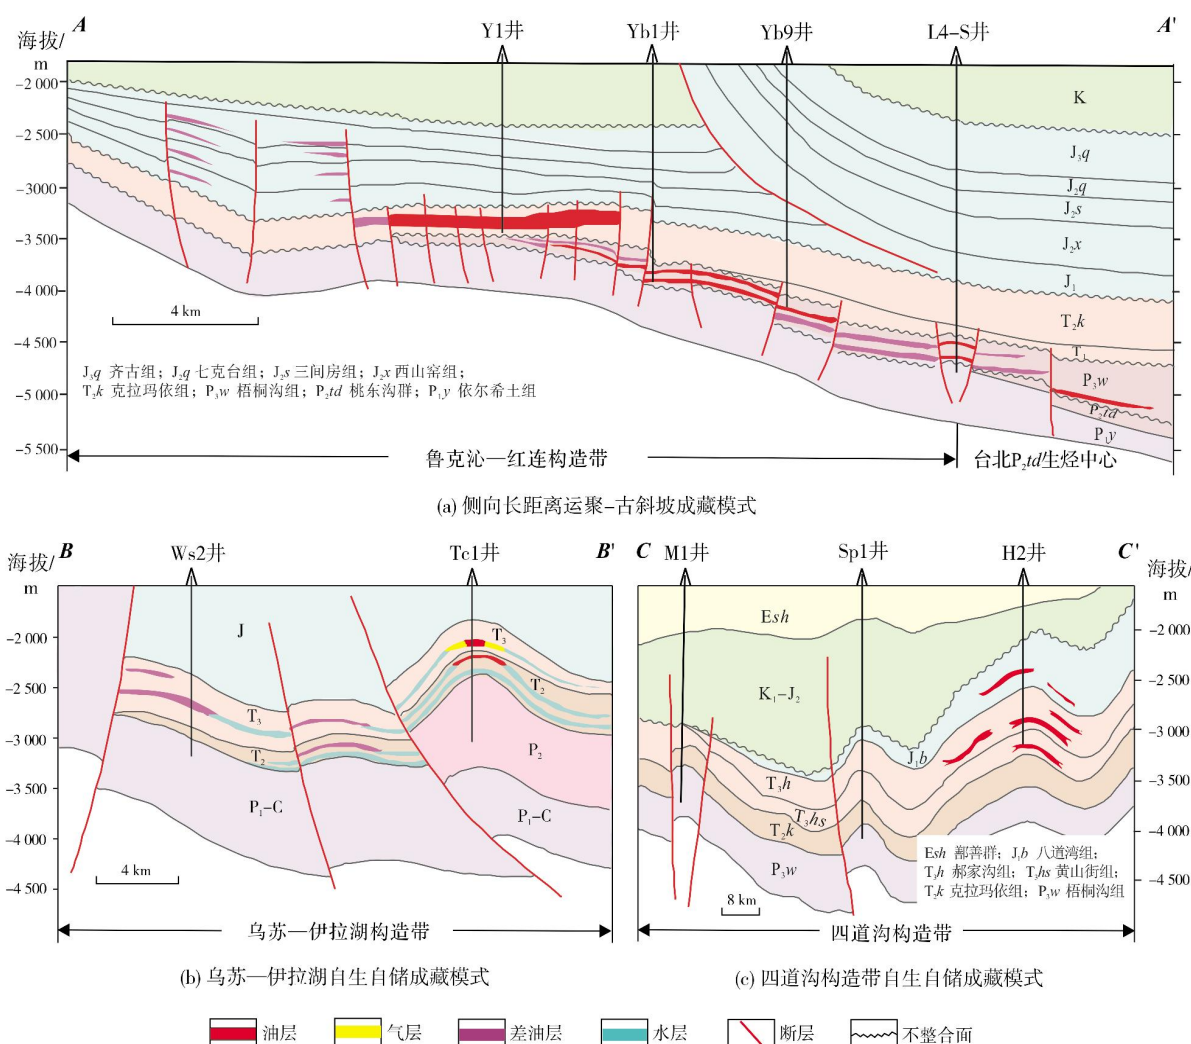 A
A'
海拔/
m
Y1井
Yb1井
Yb9井
L4-S井
-2 000
-2 500
-3000
-3 500
-4 000
-4 500
-5 000
-5 500
K
J₃q
J₂q
J₂s
J₂x
J₁
T₂k
T₁
P₃w
P₂td
P₁y
4 km
J₃q 齐古组；J₂q 七克台组；J₂s 三间房组；J₂x 西山窑组；
T₂k 克拉玛依组；P₃w 梧桐沟组；P₂td 桃东沟群；P₁y 依尔希土组
鲁克沁—红连构造带
台北P₂td生烃中心
(a) 侧向长距离运聚-古斜坡成藏模式
海拔/
m
B
B'
Ws2井
Tc1井
-2 000
-2 500
-3 000
-3 500
-4 000
-4 500
J
T₃
T₃
T₂
T₂
P₂
P₁-C
P₁-C
4 km
乌苏—伊拉湖构造带
(b) 乌苏—伊拉湖自生自储成藏模式
C
C'
M1井
Sp1井
H2井
海拔/
m
-2 000
-2 500
-3 000
-3 500
-4 000
-4 500
Esh
K₁-J₂
J₁b
T₃h
T₃hs
T₂k
P₃w
8 km
Esh 鄯善群；J₁b 八道湾组；
T₃h 郝家沟组；T₃hs 黄山街组；
T₂k 克拉玛依组；P₃w 梧桐沟组
四道沟构造带
(c) 四道沟构造带自生自储成藏模式
油层
气层
差油层
水层
断层
不整合面